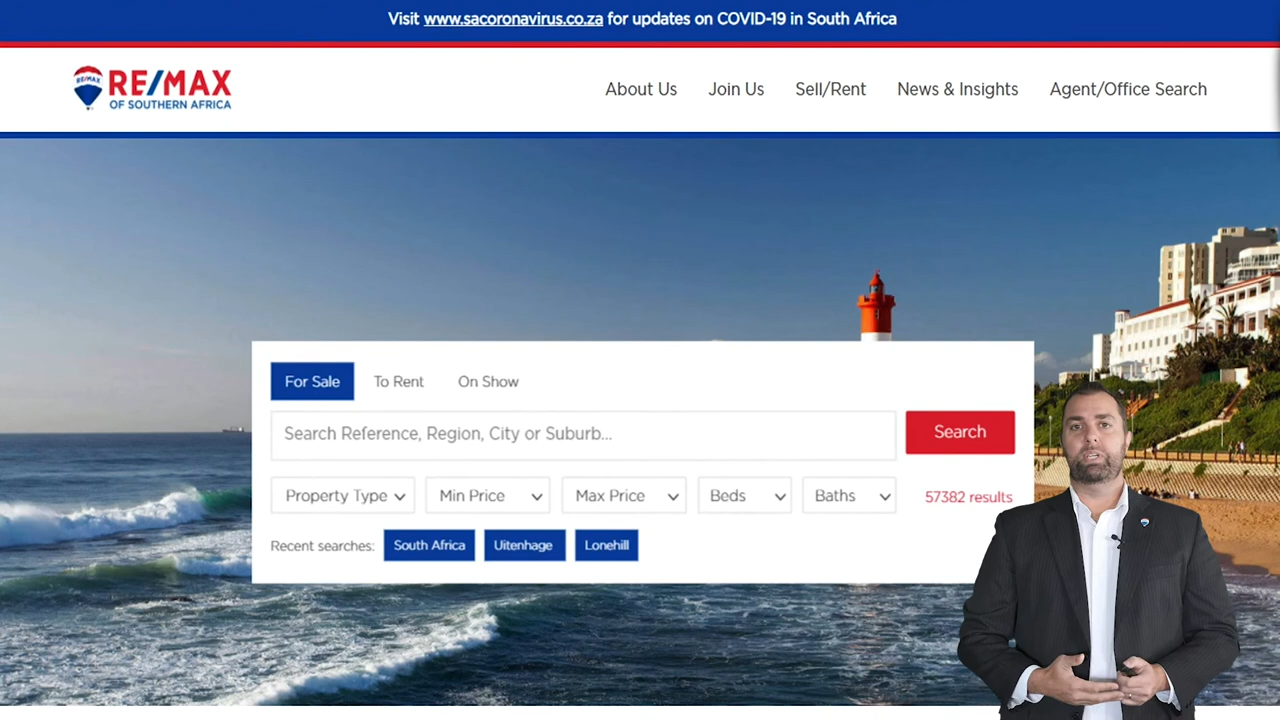 Visit www.sacoronavirus.co.za for updates on COVID-19 in South Africa
RE/MAX
RE/MAX
OF SOUTHERN AFRICA
About Us
Join Us
Sell/Rent
News & Insights
Agent/Office Search
For Sale
To Rent
On Show
Search Reference, Region, City or Suburb...
Search
Property Type
Min Price
Max Price
Beds
Baths
57382 results
Recent searches:
South Africa
Uitenhage
Lonehill